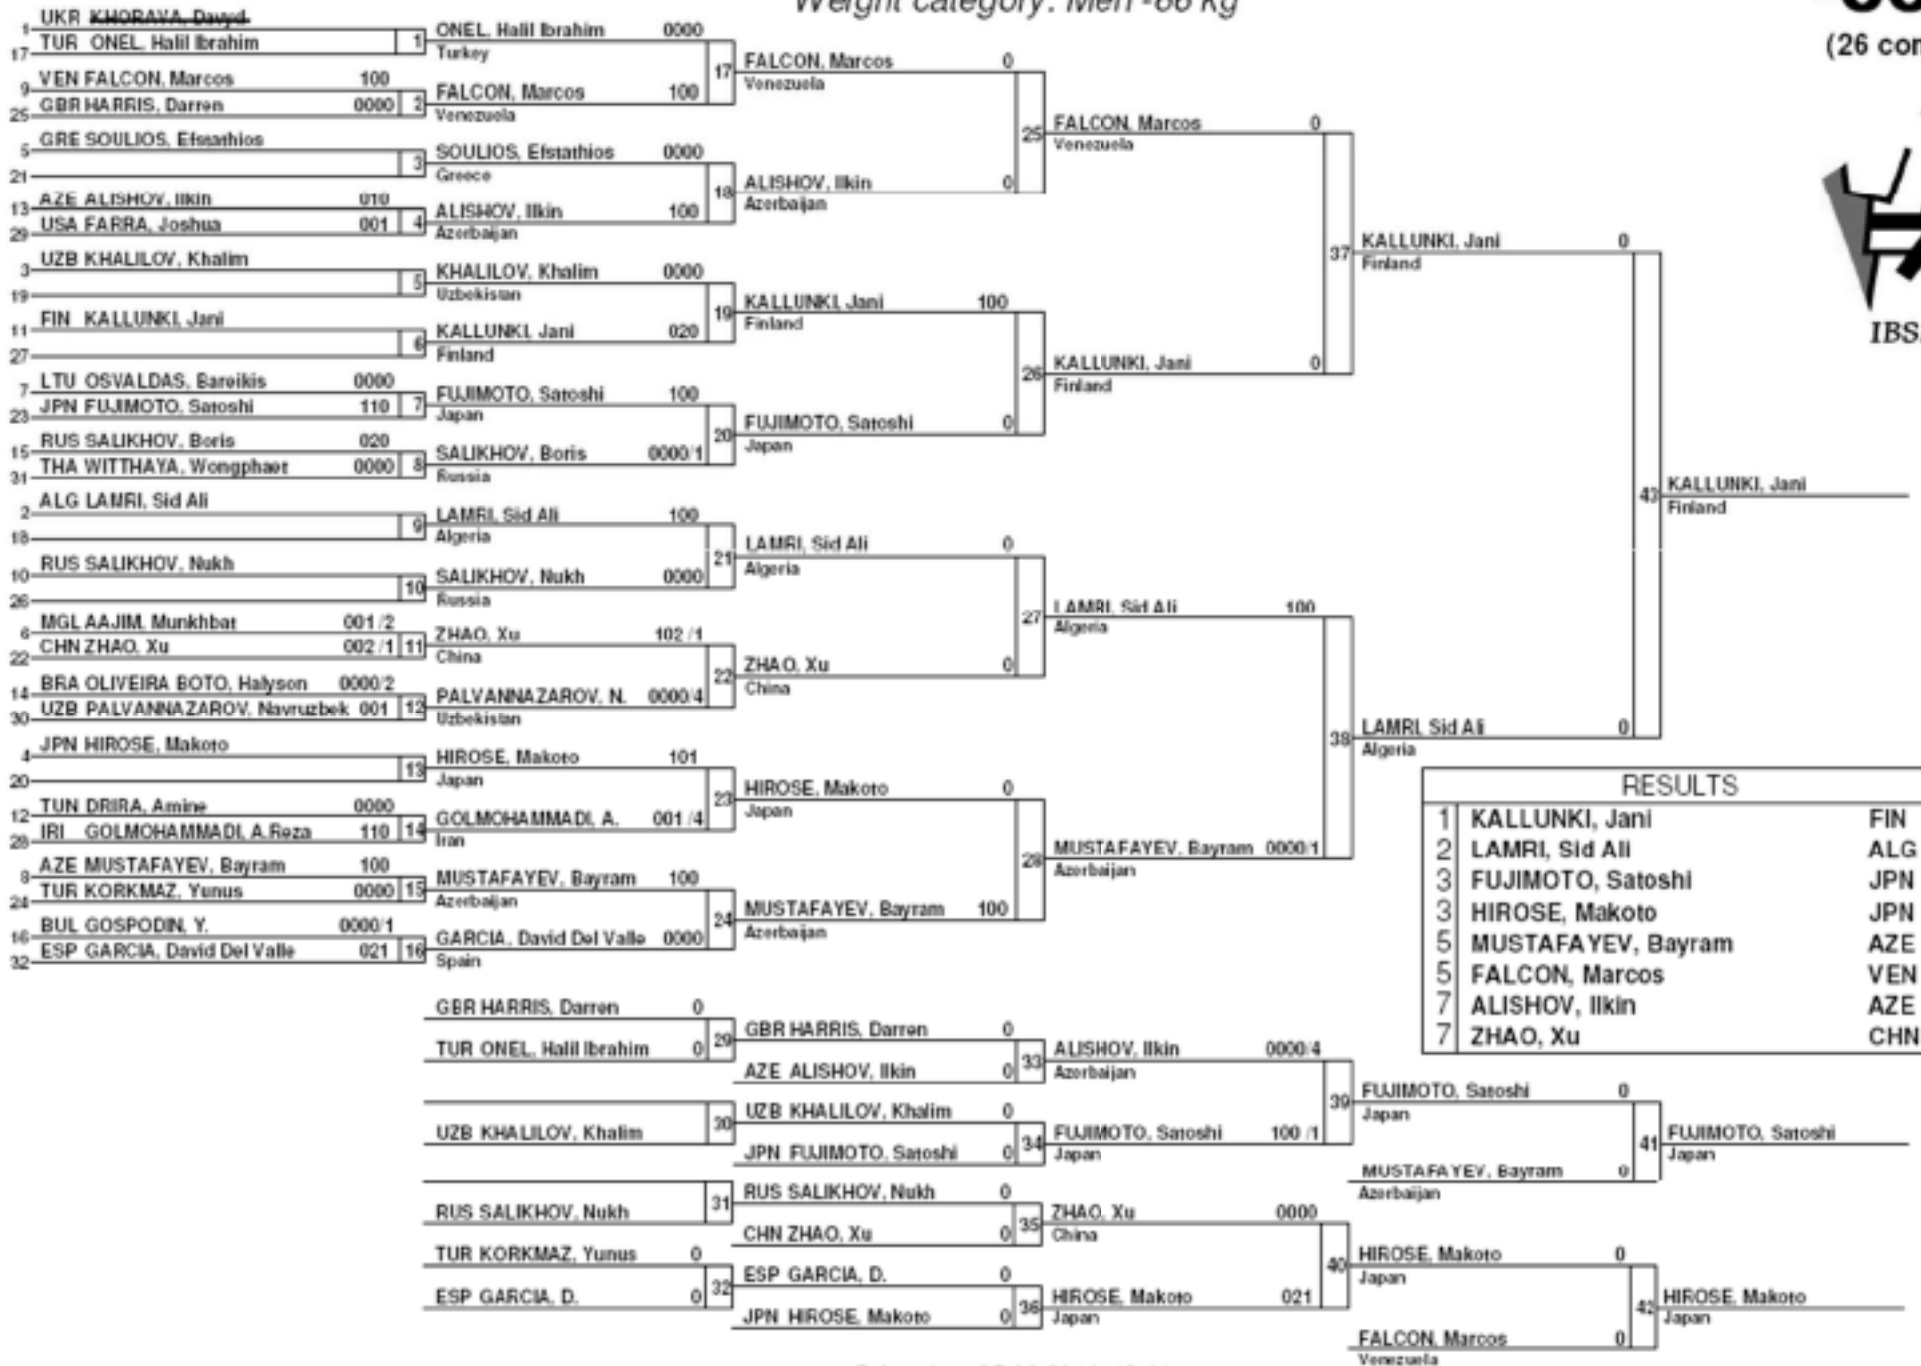 Weight category: Men -66 kg
(26 con
IBS
1 UKR KHORAVA, Davyd
17 TUR ONEL, Halil Ibrahim
1 ONEL, Halil Ibrahim 0000
Turkey
9 VEN FALCON, Marcos 100
25 GBR HARRIS, Darren 0000
2 FALCON, Marcos 100
Venezuela
5 GRE SOULIOS, Efstathios
21
3 SOULIOS, Efstathios 0000
Greece
13 AZE ALISHOV, Ilkin 010
29 USA FARRA, Joshua 001
4 ALISHOV, Ilkin 100
Azerbaijan
3 UZB KHALILOV, Khalim
19
5 KHALILOV, Khalim 0000
Uzbekistan
11 FIN KALLUNKI, Jani
27
6 KALLUNKI, Jani 020
Finland
7 LTU OSVALDAS, Bareikis 0000
23 JPN FUJIMOTO, Satoshi 110
7 FUJIMOTO, Satoshi 100
Japan
15 RUS SALIKHOV, Boris 020
31 THA WITTHAYA, Wongphaet 0000
8 SALIKHOV, Boris 0000/1
Russia
2 ALG LAMRI, Sid Ali
18
9 LAMRI, Sid Ali 100
Algeria
10 RUS SALIKHOV, Nukh
26
10 SALIKHOV, Nukh 0000
Russia
6 MGL AAJIM, Munkhbat 001 /2
22 CHN ZHAO, Xu 002 /1
11 ZHAO, Xu 102 /1
China
14 BRA OLIVEIRA BOTO, Halyson 0000/2
30 UZB PALVANNAZAROV, Navruzbek 001
12 PALVANNAZAROV, N. 0000/4
Uzbekistan
4 JPN HIROSE, Makoto
20
13 HIROSE, Makoto 101
Japan
12 TUN DRIRA, Amine 0000
28 IRI GOLMOHAMMADI, A.Reza 110
14 GOLMOHAMMADI, A. 001 /4
Iran
8 AZE MUSTAFAYEV, Bayram 100
24 TUR KORKMAZ, Yunus 0000
15 MUSTAFAYEV, Bayram 100
Azerbaijan
16 BUL GOSPODIN, Y. 0000/1
32 ESP GARCIA, David Del Valle 021
16 GARCIA, David Del Valle 0000
Spain
17 FALCON, Marcos 0
Venezuela
18 ALISHOV, Ilkin 0
Azerbaijan
19 KALLUNKI, Jani 100
Finland
20 FUJIMOTO, Satoshi 0
Japan
21 LAMRI, Sid Ali 0
Algeria
22 ZHAO, Xu 0
China
23 HIROSE, Makoto 0
Japan
24 MUSTAFAYEV, Bayram 100
Azerbaijan
25 FALCON, Marcos 0
Venezuela
26 KALLUNKI, Jani 0
Finland
27 LAMRI, Sid Ali 100
Algeria
28 MUSTAFAYEV, Bayram 0000/1
Azerbaijan
37 KALLUNKI, Jani 0
Finland
38 LAMRI, Sid Ali 0
Algeria
43 KALLUNKI, Jani
Finland
RESULTS
1 KALLUNKI, Jani FIN
2 LAMRI, Sid Ali ALG
3 FUJIMOTO, Satoshi JPN
3 HIROSE, Makoto JPN
5 MUSTAFAYEV, Bayram AZE
5 FALCON, Marcos VEN
7 ALISHOV, Ilkin AZE
7 ZHAO, Xu CHN
GBR HARRIS, Darren 0
TUR ONEL, Halil Ibrahim 0
29 GBR HARRIS, Darren 0
AZE ALISHOV, Ilkin 0
33 ALISHOV, Ilkin 0000/4
Azerbaijan
UZB KHALILOV, Khalim
30 UZB KHALILOV, Khalim 0
JPN FUJIMOTO, Satoshi 0
34 FUJIMOTO, Satoshi 100 /1
Japan
39 FUJIMOTO, Satoshi 0
Japan
MUSTAFAYEV, Bayram 0
Azerbaijan
41 FUJIMOTO, Satoshi
Japan
RUS SALIKHOV, Nukh
31 RUS SALIKHOV, Nukh 0
CHN ZHAO, Xu 0
35 ZHAO, Xu 0000
China
TUR KORKMAZ, Yunus 0
ESP GARCIA, D. 0
32 ESP GARCIA, D. 0
JPN HIROSE, Makoto 0
36 HIROSE, Makoto 021
Japan
40 HIROSE, Makoto 0
Japan
FALCON, Marcos 0
Venezuela
42 HIROSE, Makoto
Japan